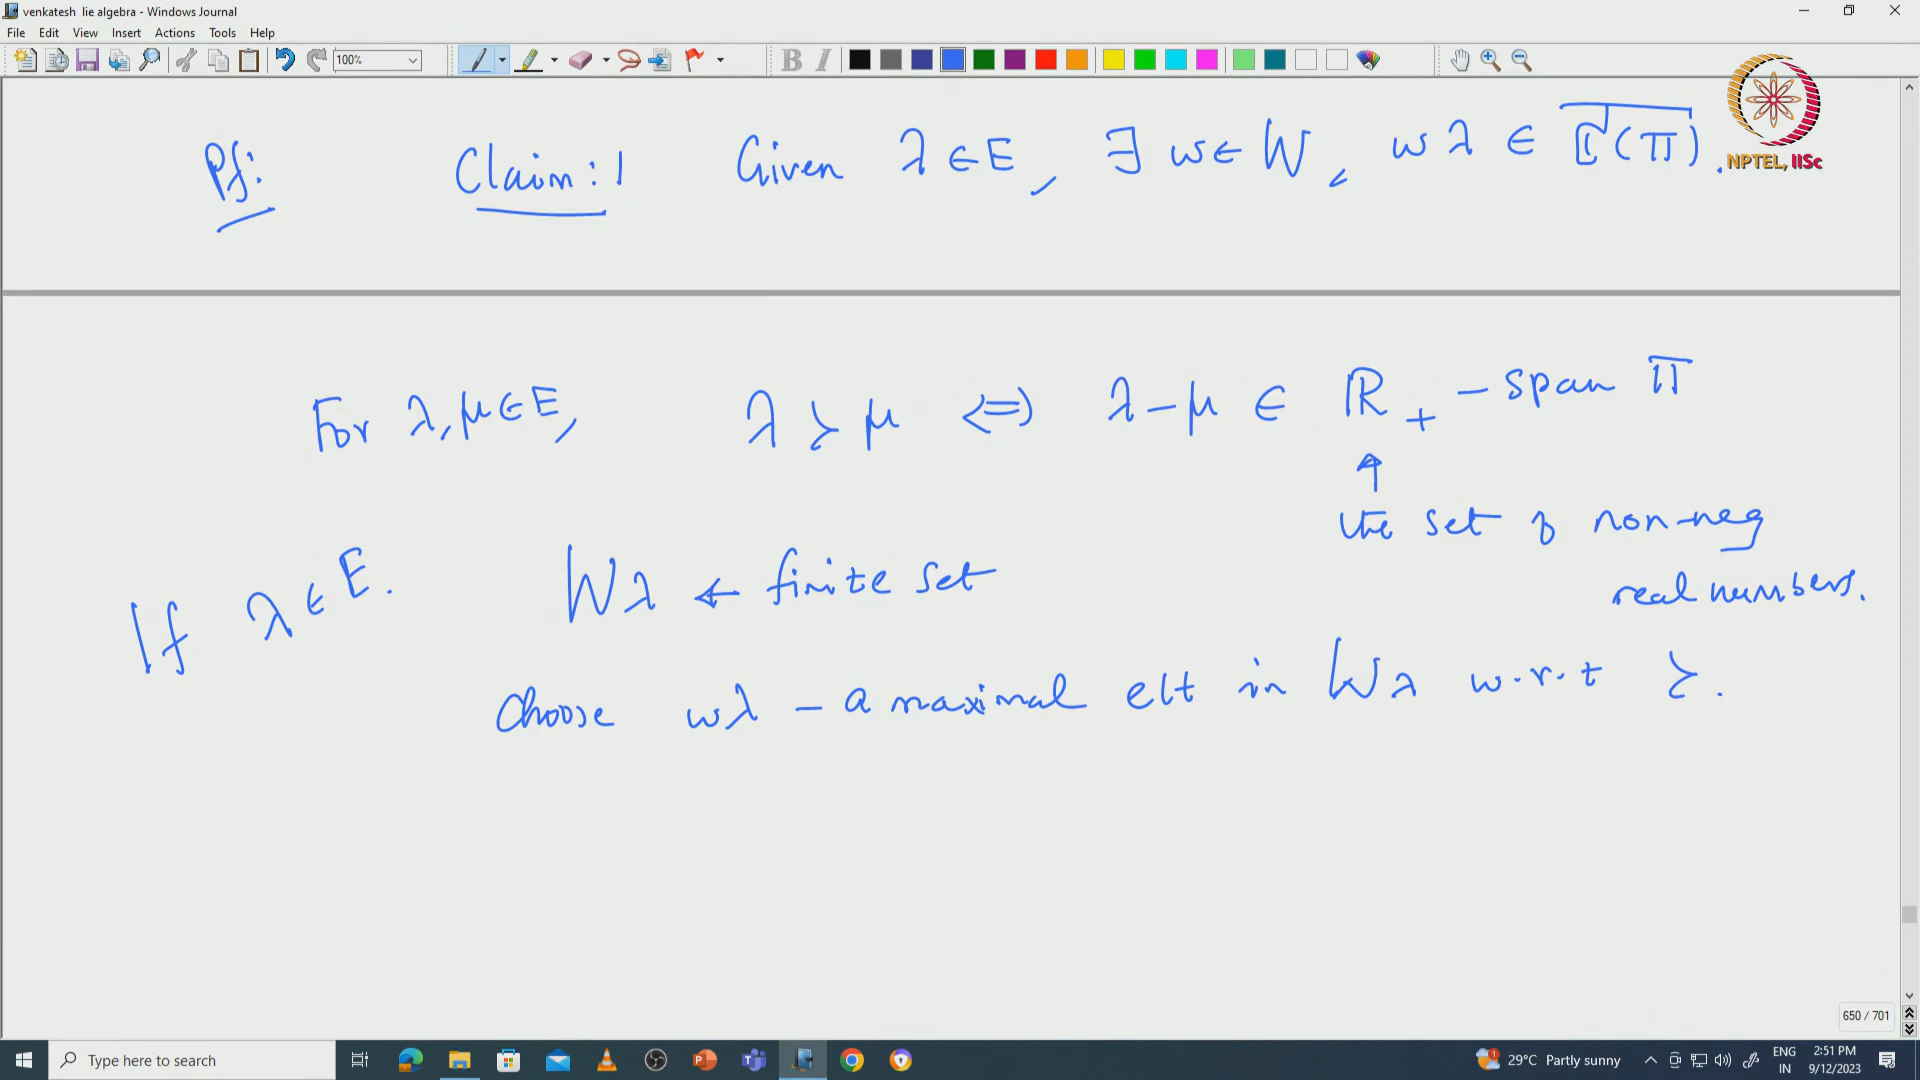 venkatesh lie algebra - Windows Journal
File Edit View Insert Actions Tools Help
100%
B I
NPTEL, IISc
Pf: Claim: 1 Given λ ∈ E, ∃ w ∈ W, wλ ∈ \overline{C(Π)}.
For λ, μ ∈ E, λ ≽ μ ⇔ λ - μ ∈ ℝ₊ - span Π
↑
the set of non-neg
real numbers.
If λ ∈ E. Wλ ← finite set
Choose wλ - a maximal elt in Wλ w.r.t ≽.
650 / 701
Type here to search
29°C Partly sunny
ENG
IN
2:51 PM
9/12/2023